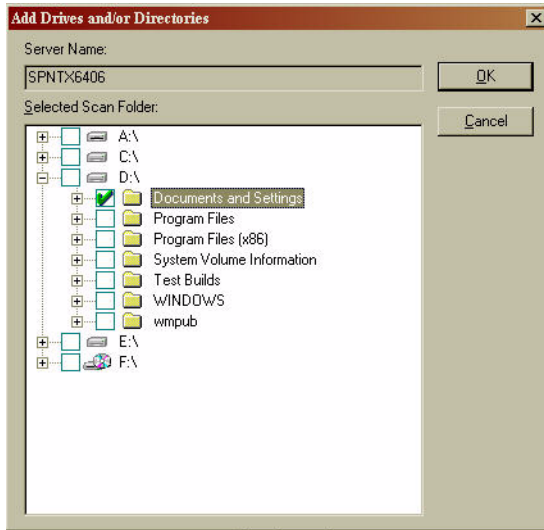 Add Drives and/or Directories
Server Name:
SPNTX6406
OK
Selected Scan Folder:
Cancel
A:\
C:\
D:\
Documents and Settings
Program Files
Program Files (x86)
System Volume Information
Test Builds
WINDOWS
wmpub
E:\
F:\